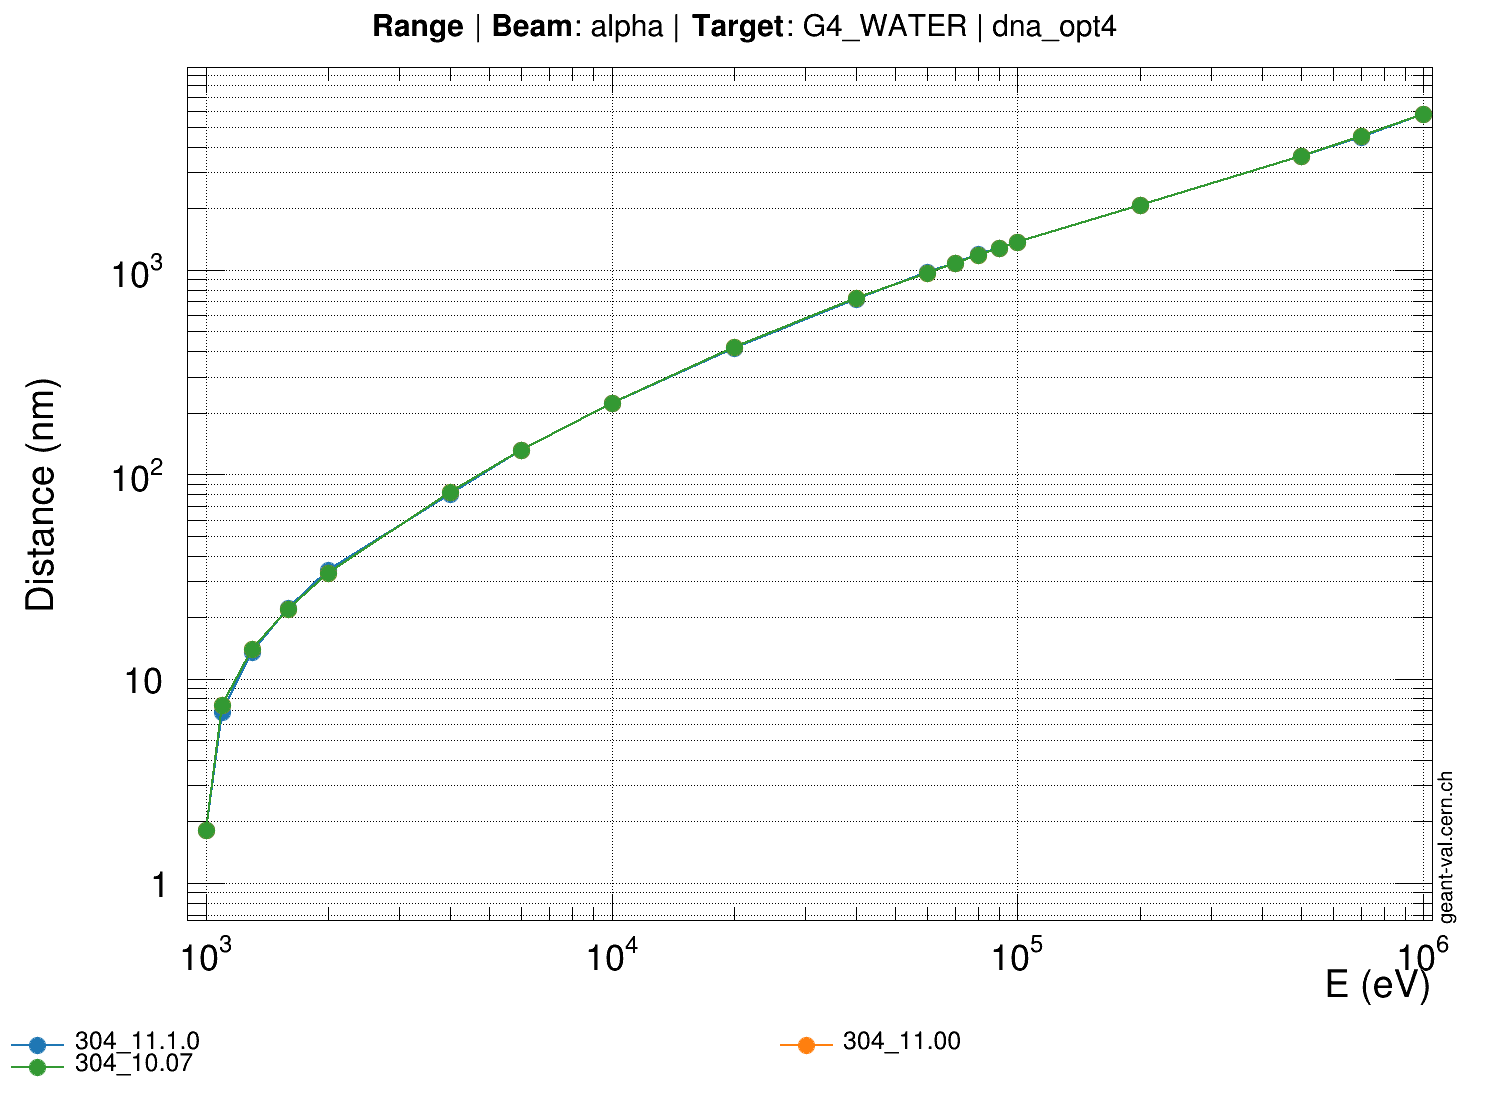 Range | Beam: alpha | Target: G4_WATER | dna_opt4
Distance (nm)
10³
10²
10
1
10³
10⁴
10⁵
10⁶
E (eV)
geant-val.cern.ch
304_11.1.0
304_11.00
304_10.07